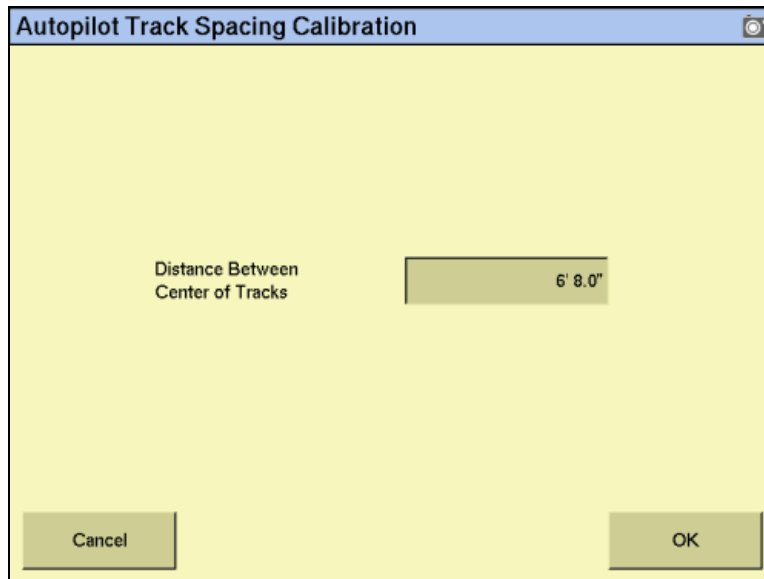 Autopilot Track Spacing Calibration
Distance Between
Center of Tracks
6' 8.0"
Cancel
OK